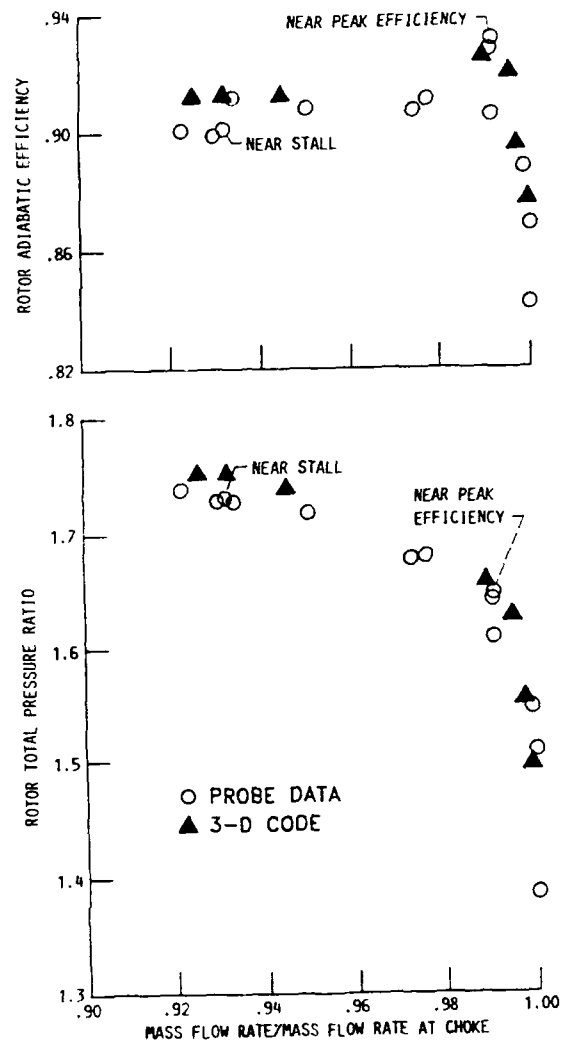 .94
NEAR PEAK EFFICIENCY
.90
NEAR STALL
ROTOR ADIABATIC EFFICIENCY
.86
.82
1.8
NEAR STALL
NEAR PEAK
EFFICIENCY
1.7
1.6
ROTOR TOTAL PRESSURE RATIO
1.5
PROBE DATA
3-D CODE
1.4
1.3
.90 .92 .94 .96 .98 1.00
MASS FLOW RATE/MASS FLOW RATE AT CHOKE